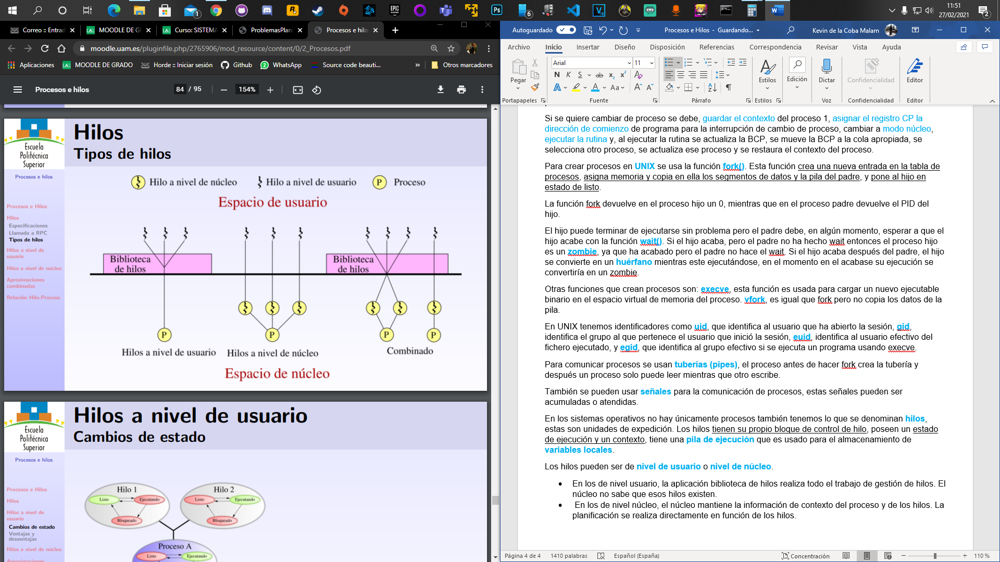 6
1
11:51
27/02/2021
2
Correo :: Entrad
MOODLE DE G
Curso: SISTEMA
ProblemasPlan
Procesos e hilo
moodle.uam.es/pluginfile.php/2765906/mod_resource/content/0/2_Procesos.pdf
Aplicaciones
MOODLE DE GRADO
Horde :: Iniciar sesión
Github
WhatsApp
Source code beauti...
»
Otros marcadores
Procesos e hilos
84 / 95
154%
Escuela
Politécnica
Superior
Procesos e hilos
Procesos e Hilos
Hilos
Especificaciones
Llamada a RPC
Tipos de hilos
Hilos a nivel de
usuario
Hilos a nivel de núcleo
Aproximaciones
combinadas
Relación Hilo-Proceso
Hilos
Tipos de hilos
Hilo a nivel de núcleo
Hilo a nivel de usuario
P Proceso
Espacio de usuario
Biblioteca
de hilos
Biblioteca
de hilos
P
P
P
P
Hilos a nivel de usuario
Hilos a nivel de núcleo
Combinado
Espacio de núcleo
Escuela
Politécnica
Superior
Procesos e hilos
Procesos e Hilos
Hilos
Hilos a nivel de
usuario
Cambios de estado
Ventajas y
desventajas
Hilos a nivel de núcleo
Aproximaciones
Hilos a nivel de usuario
Cambios de estado
Hilo 1
Listo
Ejecutando
Bloqueado
Hilo 2
Listo
Ejecutando
Bloqueado
Proceso A
Listo
Ejecutando
Autoguardado
Procesos e Hilos - Guardando...
Kevin de la Coba Malam
Archivo
Inicio
Insertar
Diseño
Disposición
Referencias
Correspondencia
Revisar
Vista
Ayuda
Pegar
Portapapeles
Arial
11
N K S ab x₂ x²
A A Aa A A
Fuente
Párrafo
Estilos
Estilos
Edición
Dictar
Voz
Confidencialidad
Confidencialidad
Editor
Editor
Si se quiere cambiar de proceso se debe, guardar el contexto del proceso 1, asignar el registro CP la
dirección de comienzo de programa para la interrupción de cambio de proceso, cambiar a modo núcleo,
ejecutar la rutina y, al ejecutar la rutina se actualiza la BCP, se mueve la BCP a la cola apropiada, se
selecciona otro proceso, se actualiza ese proceso y se restaura el contexto del proceso.
Para crear procesos en UNIX se usa la función fork(). Esta función crea una nueva entrada en la tabla de
procesos, asigna memoria y copia en ella los segmentos de datos y la pila del padre, y pone al hijo en
estado de listo.
La función fork devuelve en el proceso hijo un 0, mientras que en el proceso padre devuelve el PID del
hijo.
El hijo puede terminar de ejecutarse sin problema pero el padre debe, en algún momento, esperar a que el
hijo acabe con la función wait(). Si el hijo acaba, pero el padre no ha hecho wait entonces el proceso hijo
es un zombie, ya que ha acabado pero el padre no hace el wait. Si el hijo acaba después del padre, el hijo
se convierte en un huérfano mientras este ejecutándose, en el momento en el acabase su ejecución se
convertiría en un zombie.
Otras funciones que crean procesos son: execve, esta función es usada para cargar un nuevo ejecutable
binario en el espacio virtual de memoria del proceso. vfork, es igual que fork pero no copia los datos de la
pila.
En UNIX tenemos identificadores como uid, que identifica al usuario que ha abierto la sesión, gid,
identifica el grupo al que pertenece el usuario que inició la sesión, euid, identifica al usuario efectivo del
fichero ejecutado, y egid, que identifica al grupo efectivo si se ejecuta un programa usando execve.
Para comunicar procesos se usan tuberías (pipes), el proceso antes de hacer fork crea la tubería y
después un proceso solo puede leer mientras que otro escribe.
También se pueden usar señales para la comunicación de procesos, estas señales pueden ser
acumuladas o atendidas.
En los sistemas operativos no hay únicamente procesos también tenemos lo que se denominan hilos,
estas son unidades de expedición. Los hilos tienen su propio bloque de control de hilo, poseen un estado
de ejecución y un contexto, tiene una pila de ejecución que es usado para el almacenamiento de
variables locales.
Los hilos pueden ser de nivel de usuario o nivel de núcleo.
• En los de nivel usuario, la aplicación biblioteca de hilos realiza todo el trabajo de gestión de hilos. El
núcleo no sabe que esos hilos existen.
• En los de nivel núcleo, el núcleo mantiene la información de contexto del proceso y de los hilos. La
planificación se realiza directamente en función de los hilos.
Página 4 de 4
1410 palabras
Español (España)
Concentración
110 %